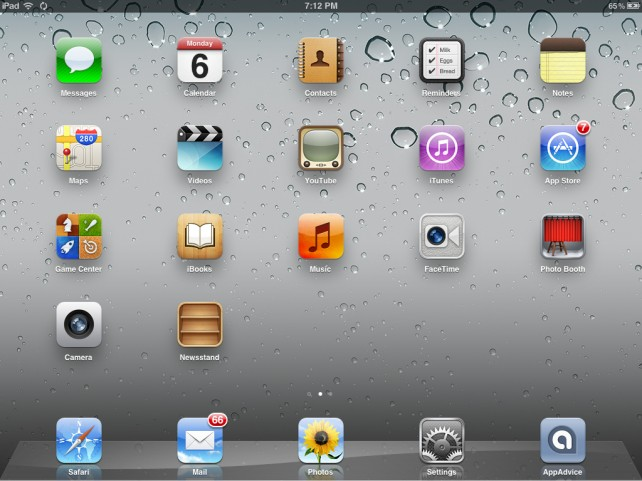 iPad 7:12 PM 65%
Monday
6
Milk
Eggs
Bread
Messages Calendar Contacts Reminders Notes
280
7
Maps Videos YouTube iTunes App Store
Game Center iBooks Music FaceTime Photo Booth
Camera Newsstand
66
a
Safari Mail Photos Settings AppAdvice